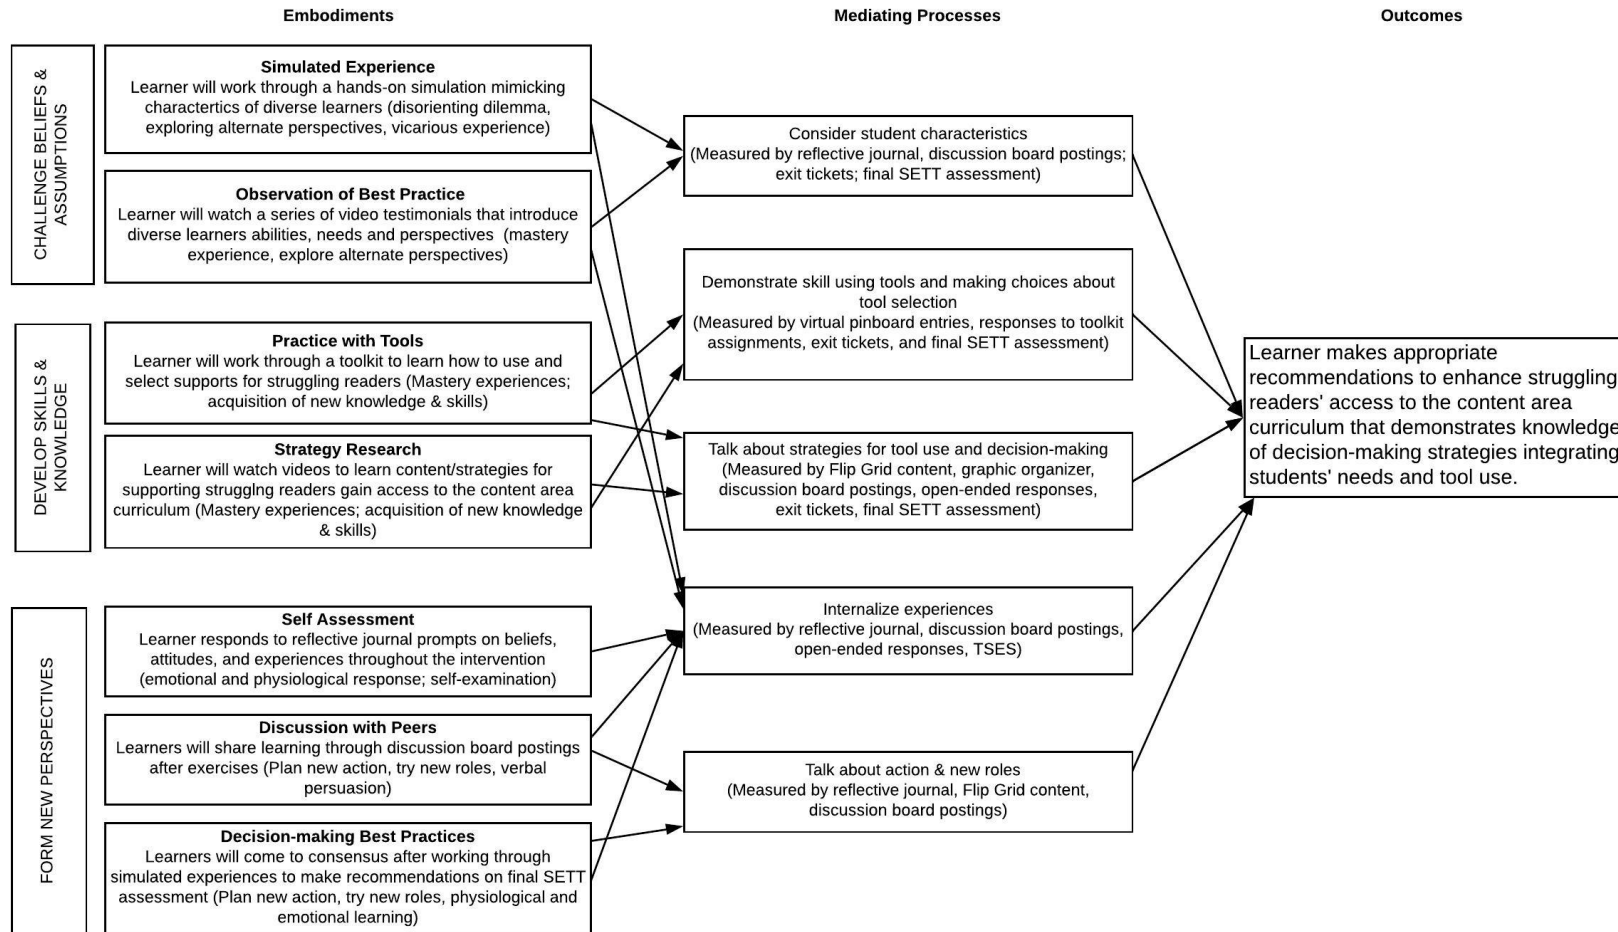 Embodiments
Mediating Processes
Outcomes
CHALLENGE BELIEFS &
ASSUMPTIONS
Simulated Experience
Learner will work through a hands-on simulation mimicking
charactertics of diverse learners (disorienting dilemma,
exploring alternate perspectives, vicarious experience)
Observation of Best Practice
Learner will watch a series of video testimonials that introduce
diverse learners abilities, needs and perspectives (mastery
experience, explore alternate perspectives)
DEVELOP SKILLS &
KNOWLEDGE
Practice with Tools
Learner will work through a toolkit to learn how to use and
select supports for struggling readers (Mastery experiences;
acquisition of new knowledge & skills)
Strategy Research
Learner will watch videos to learn content/strategies for
supporting strugglng readers gain access to the content area
curriculum (Mastery experiences; acquisition of new knowledge
& skills)
FORM NEW PERSPECTIVES
Self Assessment
Learner responds to reflective journal prompts on beliefs,
attitudes, and experiences throughout the intervention
(emotional and physiological response; self-examination)
Discussion with Peers
Learners will share learning through discussion board postings
after exercises (Plan new action, try new roles, verbal
persuasion)
Decision-making Best Practices
Learners will come to consensus after working through
simulated experiences to make recommendations on final SETT
assessment (Plan new action, try new roles, physiological and
emotional learning)
Consider student characteristics
(Measured by reflective journal, discussion board postings;
exit tickets; final SETT assessment)
Demonstrate skill using tools and making choices about
tool selection
(Measured by virtual pinboard entries, responses to toolkit
assignments, exit tickets, and final SETT assessment)
Talk about strategies for tool use and decision-making
(Measured by Flip Grid content, graphic organizer,
discussion board postings, open-ended responses,
exit tickets, final SETT assessment)
Internalize experiences
(Measured by reflective journal, discussion board postings,
open-ended responses, TSES)
Talk about action & new roles
(Measured by reflective journal, Flip Grid content,
discussion board postings)
Learner makes appropriate
recommendations to enhance struggling
readers' access to the content area
curriculum that demonstrates knowledge
of decision-making strategies integrating
students' needs and tool use.